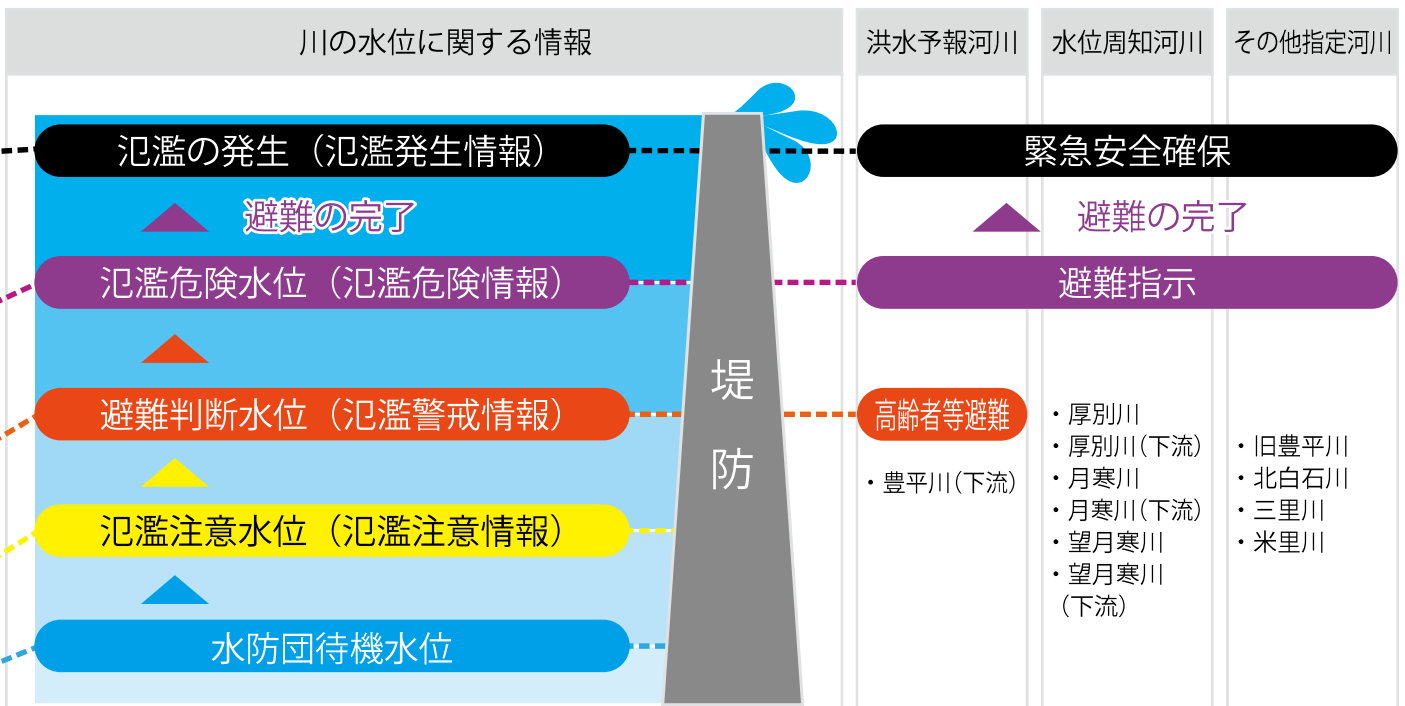 川の水位に関する情報
洪水予報河川
水位周知河川
その他指定河川
氾濫の発生（氾濫発生情報）
緊急安全確保
避難の完了
避難の完了
氾濫危険水位（氾濫危険情報）
避難指示
避難判断水位（氾濫警戒情報）
高齢者等避難
氾濫注意水位（氾濫注意情報）
水防団待機水位
堤
防
・豊平川（下流）
・厚別川
・厚別川（下流）
・月寒川
・月寒川（下流）
・望月寒川
・望月寒川
（下流）
・旧豊平川
・北白石川
・三里川
・米里川